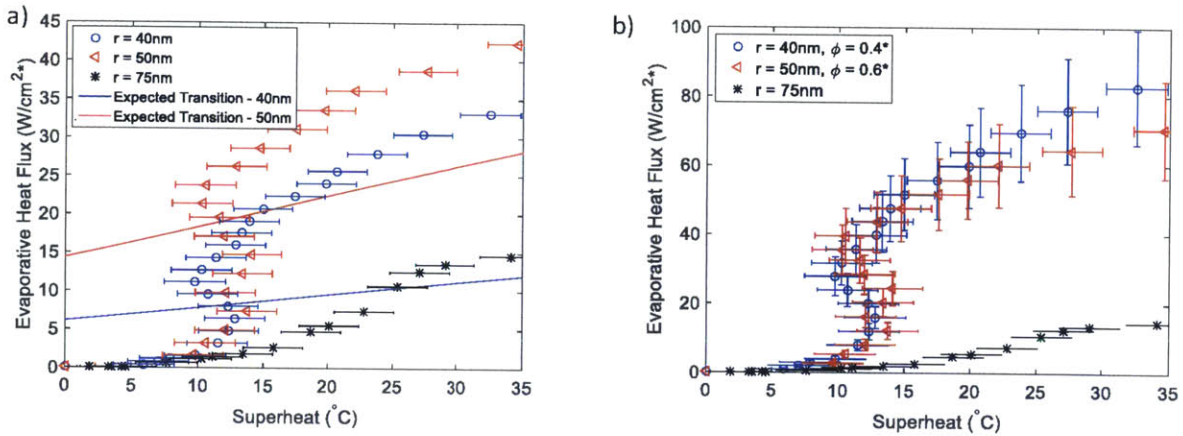 a)
45
40
35
30
25
20
15
10
5
0
Evaporative Heat Flux (W/cm²*)
r = 40nm
r = 50nm
r = 75nm
Expected Transition - 40nm
Expected Transition - 50nm
0 5 10 15 20 25 30 35
Superheat (°C)
b)
100
80
60
40
20
0
Evaporative Heat Flux (W/cm²*)
r = 40nm, ϕ = 0.4*
r = 50nm, ϕ = 0.6*
r = 75nm
0 5 10 15 20 25 30 35
Superheat (°C)